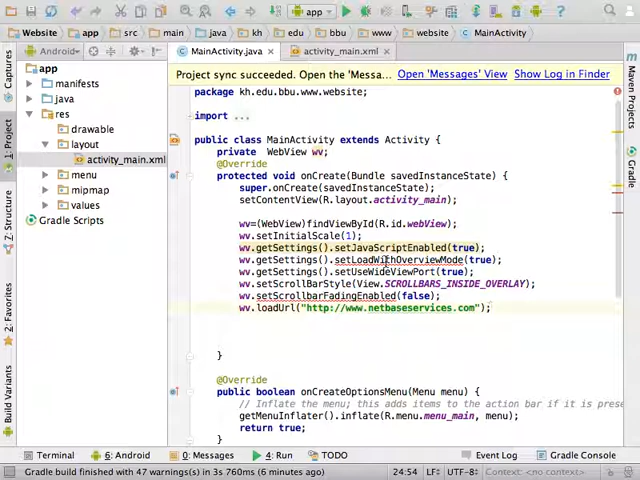 app
Website
app
src
main
java
kh
edu
bbu
www
website
MainActivity
Android
MainActivity.java
activity_main.xml
app
manifests
java
res
drawable
layout
activity_main.xml
menu
mipmap
values
Gradle Scripts
Captures
1: Project
7: Structure
2: Favorites
Build Variants
Maven Projects
Gradle
Project sync succeeded. Open the 'Messa... Open 'Messages' View Show Log in Finder
package kh.edu.bbu.www.website;
import ...
public class MainActivity extends Activity {
private WebView wv;
@Override
protected void onCreate(Bundle savedInstanceState) {
super.onCreate(savedInstanceState);
setContentView(R.layout.activity_main);
wv=(WebView)findViewById(R.id.webView);
wv.setInitialScale(1);
wv.getSettings().setJavaScriptEnabled(true);
wv.getSettings().setLoadWithOverviewMode(true);
wv.getSettings().setUseWideViewPort(true);
wv.setScrollBarStyle(View.SCROLLBARS_INSIDE_OVERLAY);
wv.setScrollbarFadingEnabled(false);
wv.loadUrl("http://www.netbaseservices.com");
}
@Override
public boolean onCreateOptionsMenu(Menu menu) {
// Inflate the menu; this adds items to the action bar if it is prese
getMenuInflater().inflate(R.menu.menu_main, menu);
return true;
}
Terminal
6: Android
0: Messages
4: Run
TODO
Event Log
Gradle Console
Gradle build finished with 47 warning(s) in 3s 760ms (6 minutes ago)
24:54
LF
UTF-8
Context: <no context>